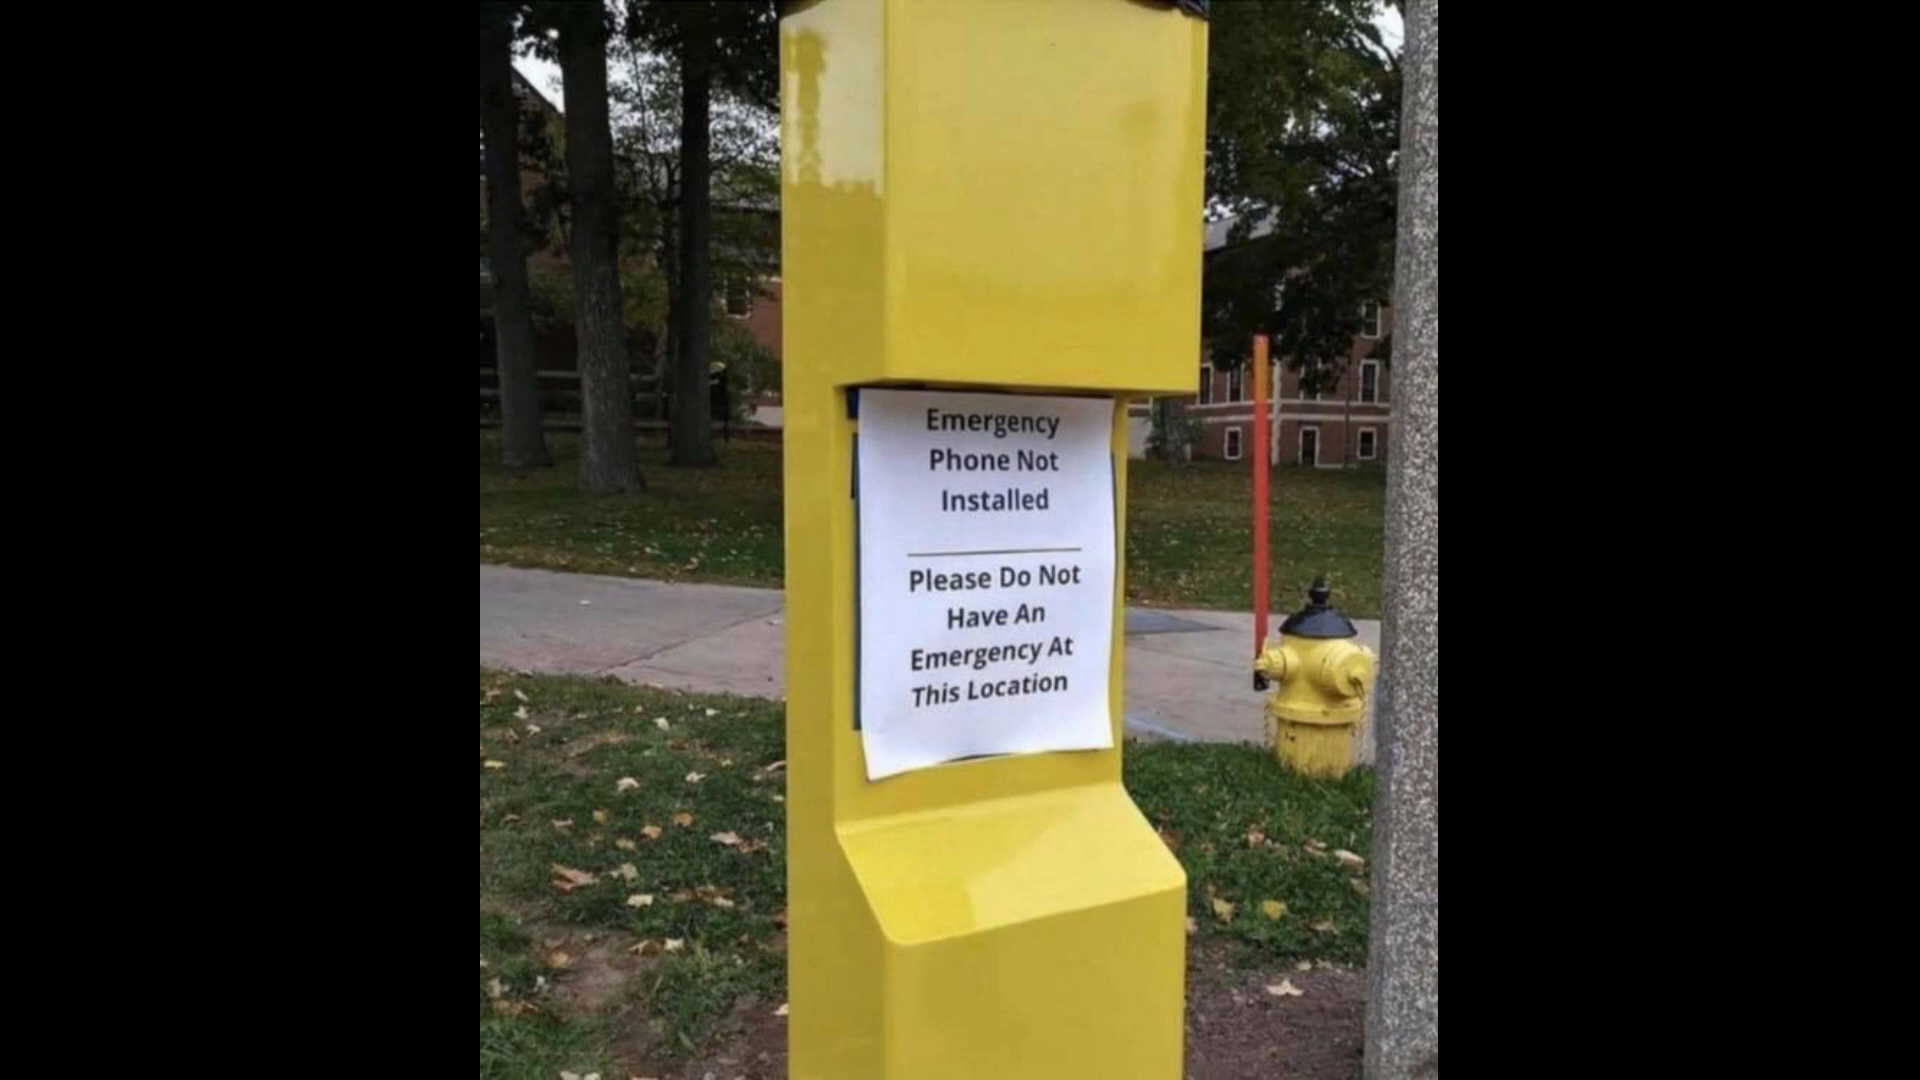 Emergency
Phone Not
Installed
Please Do Not
Have An
Emergency At
This Location